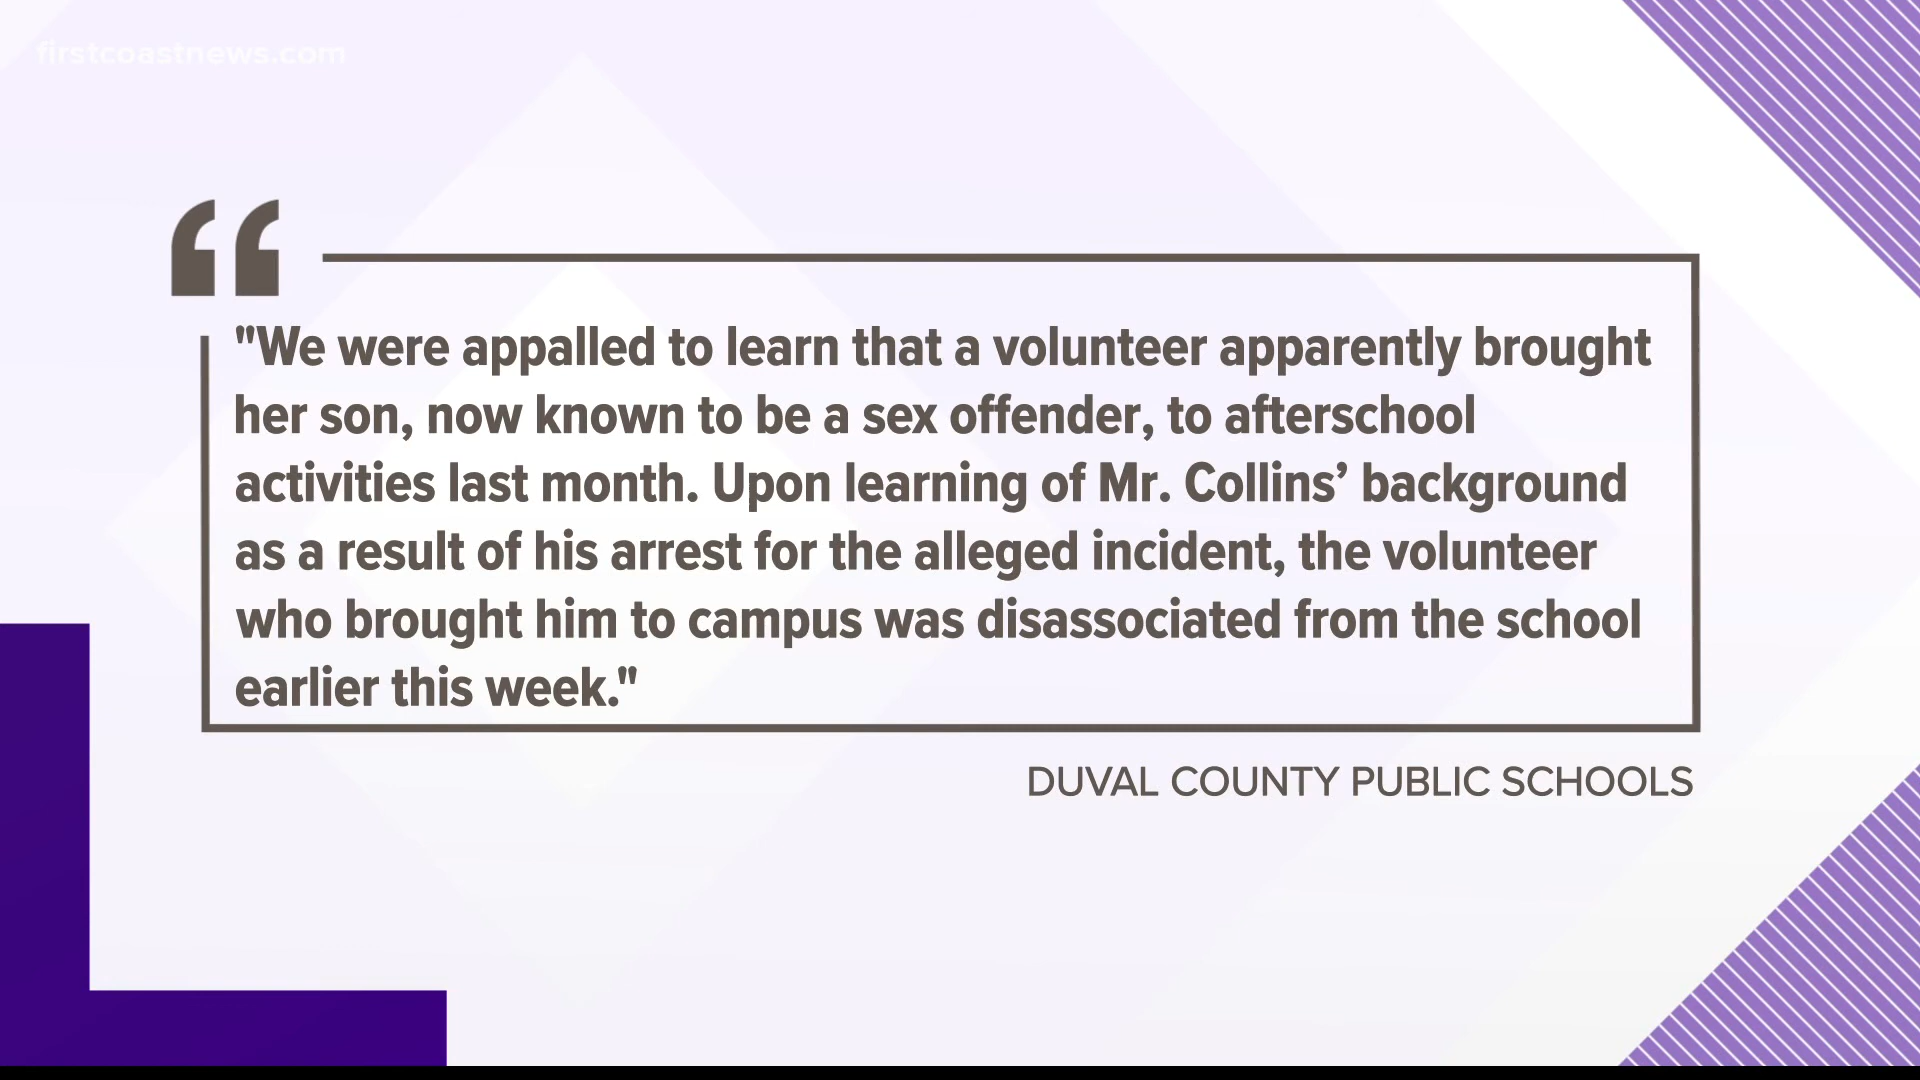 firstcoastnews.com
"We were appalled to learn that a volunteer apparently brought
her son, now known to be a sex offender, to afterschool
activities last month. Upon learning of Mr. Collins’ background
as a result of his arrest for the alleged incident, the volunteer
who brought him to campus was disassociated from the school
earlier this week."
DUVAL COUNTY PUBLIC SCHOOLS